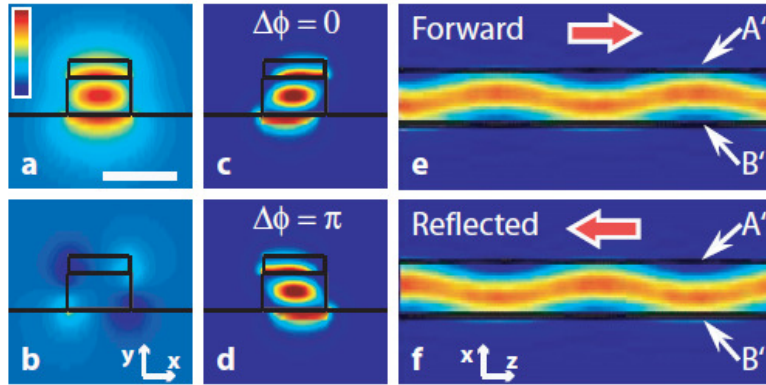 a
b
y x
Δϕ = 0
c
Δϕ = π
d
Forward
A'
e
B'
Reflected
A'
f
x z
B'